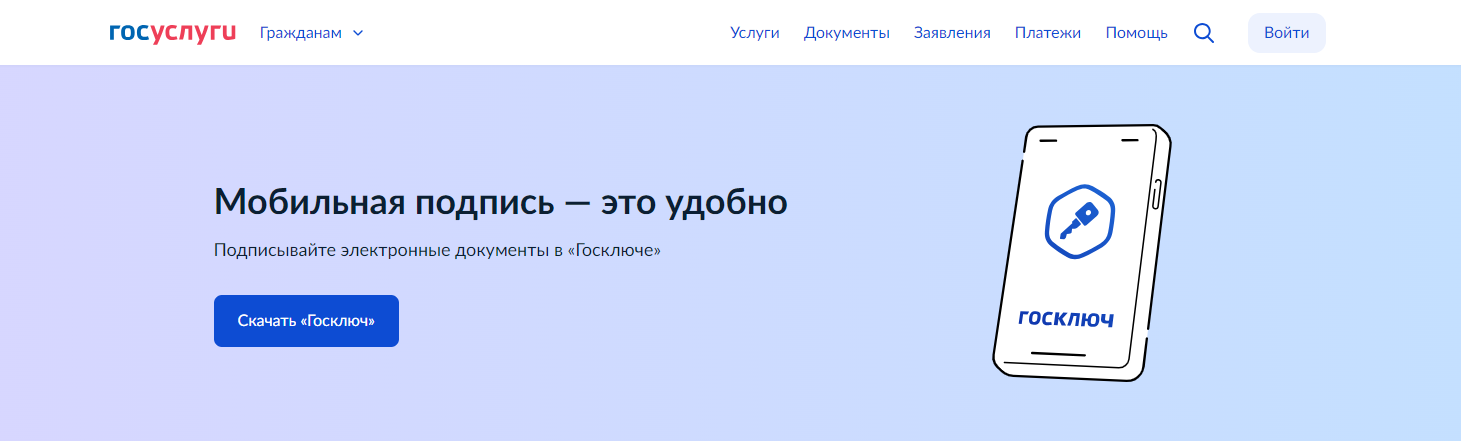 госуслуги Гражданам Услуги Документы Заявления Платежи Помощь Войти
Мобильная подпись — это удобно
Подписывайте электронные документы в «Госключе»
Скачать «Госключ»
ГОСКЛЮЧ